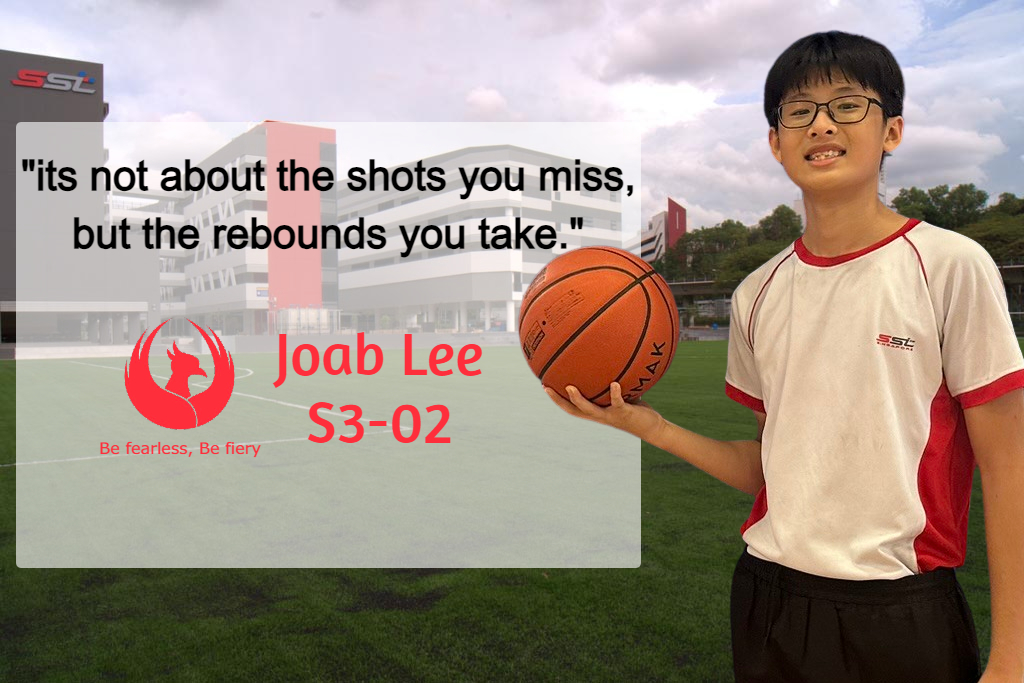 SSt
"its not about the shots you miss,
but the rebounds you take."
Joab Lee
S3-02
Be fearless, Be fiery
MAK
SSt
SINGAPORE